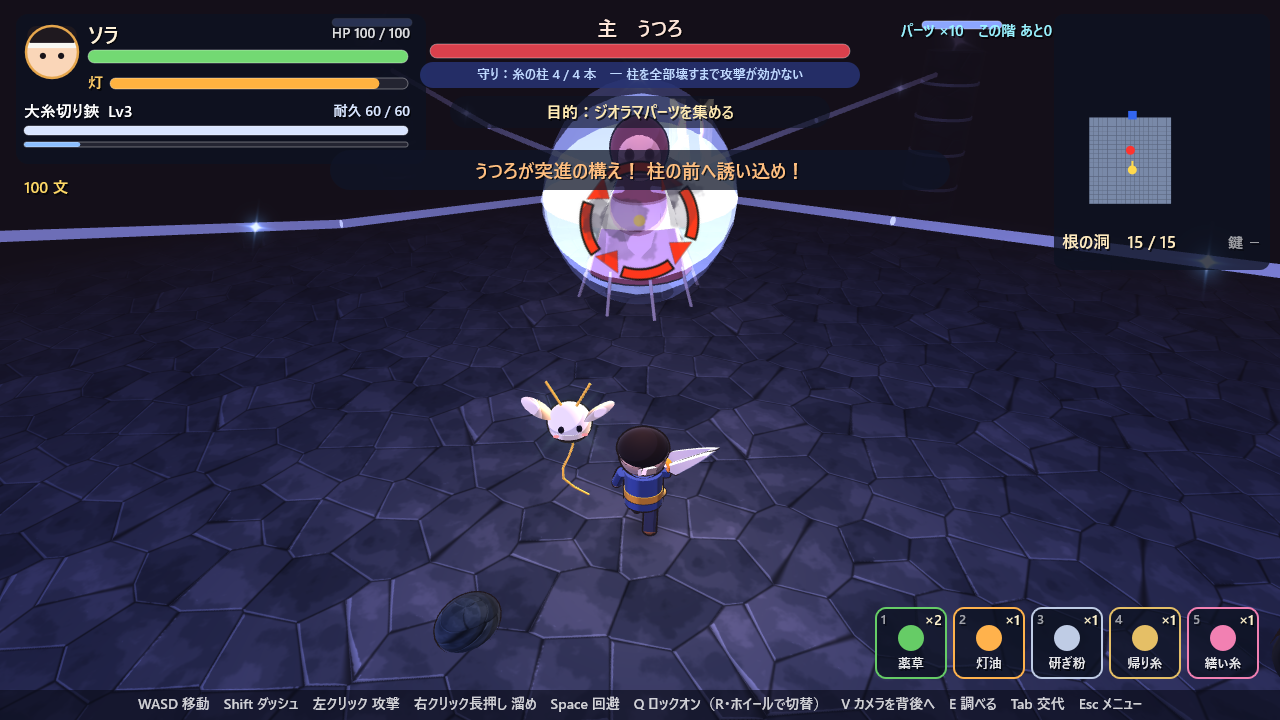 ソラ
HP 100 / 100
灯
大糸切り鋏 Lv3
耐久 60 / 60
100 文
主 うつろ
守り：糸の柱 4 / 4 本 ― 柱を全部壊すまで攻撃が効かない
目的：ジオラマパーツを集める
うつろが突進の構え！ 柱の前へ誘い込め！
パーツ ×10 この階 あと0
根の洞 15 / 15
鍵 ―
1 ×2 薬草
2 ×1 灯油
3 ×1 研ぎ粉
4 ×1 帰り糸
5 ×1 繕い糸
WASD 移動 Shift ダッシュ 左クリック 攻撃 右クリック長押し 溜め Space 回避 Q ロックオン（R・ホイールで切替） V カメラを背後へ E 調べる Tab 交代 Esc メニュー